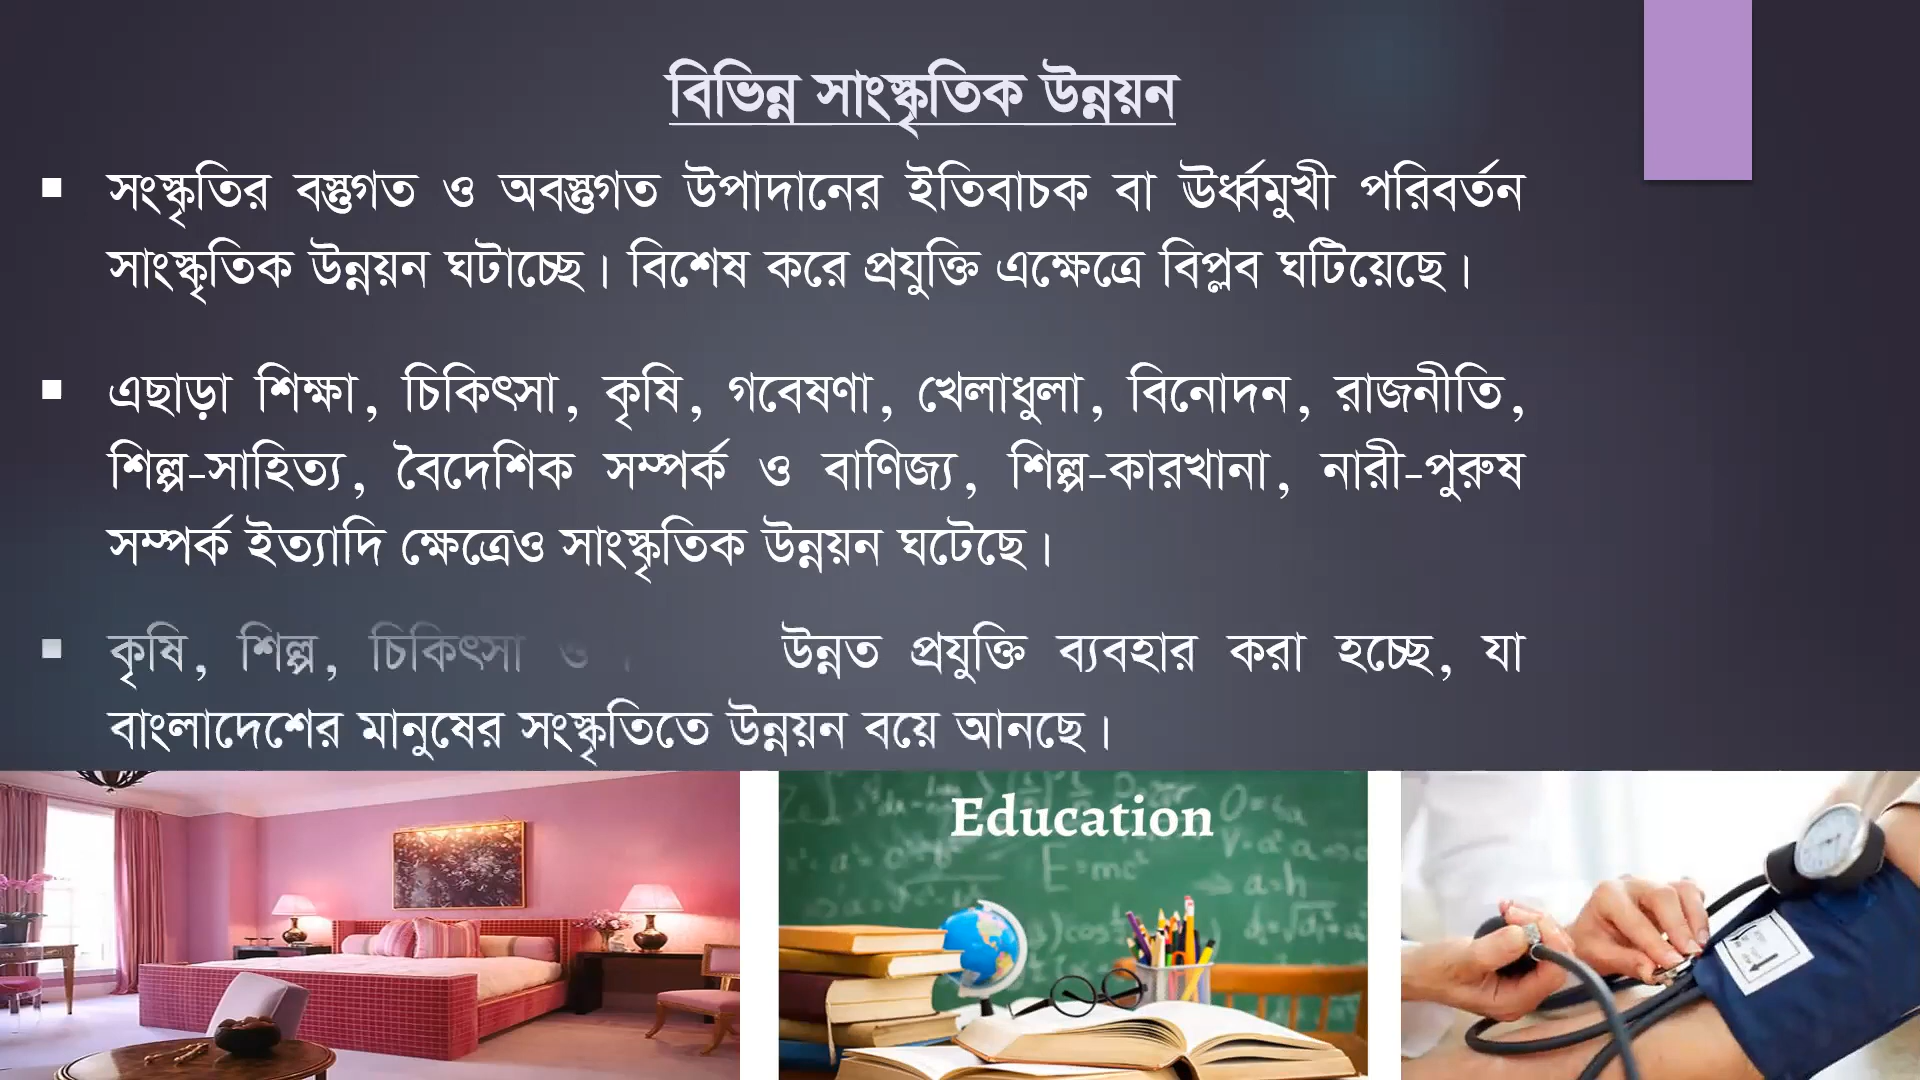 বিভিন্ন সাংস্কৃতিক উন্নয়ন
▪ সংস্কৃতির বস্তুগত ও অবস্তুগত উপাদানের ইতিবাচক বা ঊর্ধ্বমুখী পরিবর্তন
সাংস্কৃতিক উন্নয়ন ঘটাচ্ছে। বিশেষ করে প্রযুক্তি এক্ষেত্রে বিপ্লব ঘটিয়েছে।
▪ এছাড়া শিক্ষা, চিকিৎসা, কৃষি, গবেষণা, খেলাধুলা, বিনোদন, রাজনীতি,
শিল্প-সাহিত্য, বৈদেশিক সম্পর্ক ও বাণিজ্য, শিল্প-কারখানা, নারী-পুরুষ
সম্পর্ক ইত্যাদি ক্ষেত্রেও সাংস্কৃতিক উন্নয়ন ঘটেছে।
▪ কৃষি, শিল্প, চিকিৎসা ও উন্নত প্রযুক্তি ব্যবহার করা হচ্ছে, যা
বাংলাদেশের মানুষের সংস্কৃতিতে উন্নয়ন বয়ে আনছে।
Education
E=mc²